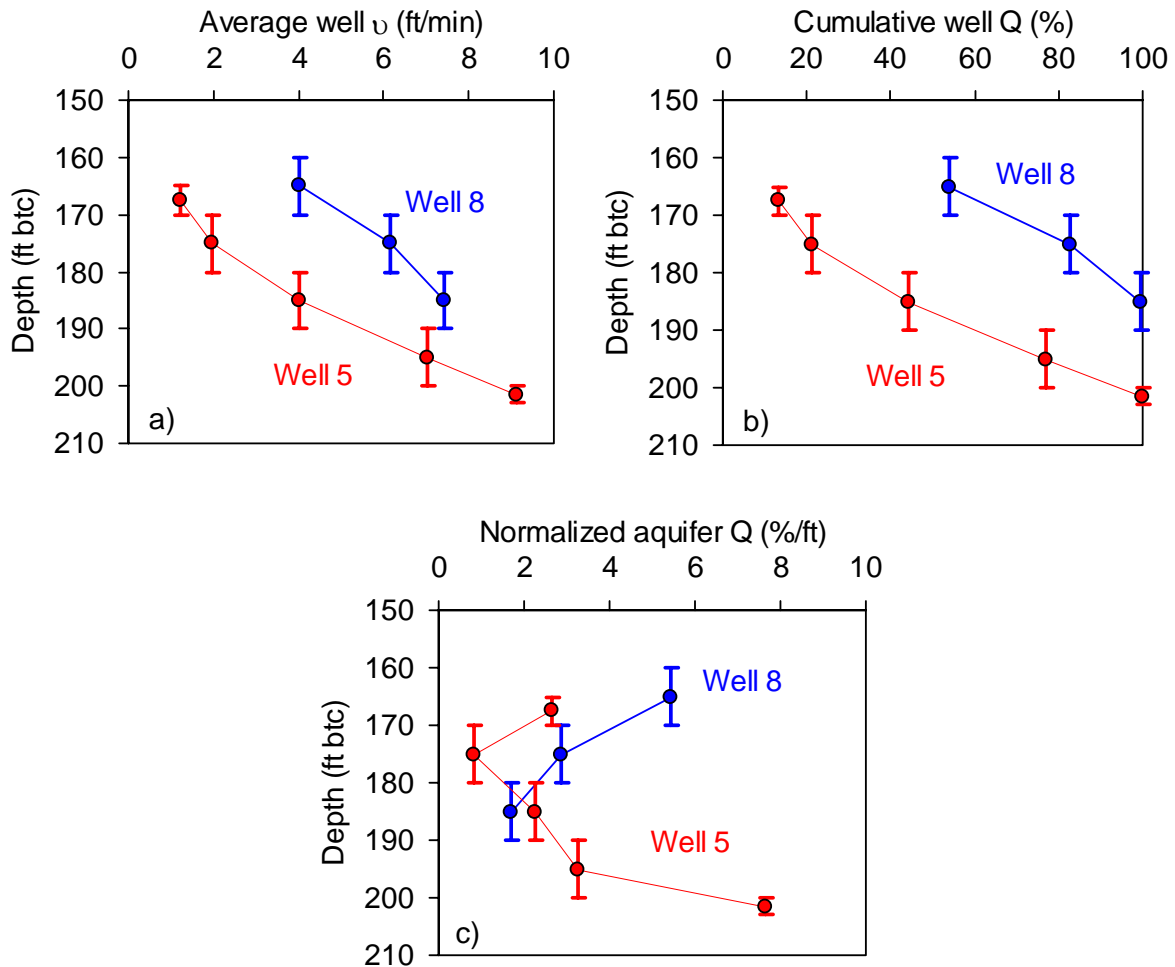 Average well υ (ft/min)
0 2 4 6 8 10
150
160
170
180
190
200
210
Depth (ft btc)
Well 8
Well 5
a)
Cumulative well Q (%)
0 20 40 60 80 100
150
160
170
180
190
200
210
Depth (ft btc)
Well 8
Well 5
b)
Normalized aquifer Q (%/ft)
0 2 4 6 8 10
150
160
170
180
190
200
210
Depth (ft btc)
Well 8
Well 5
c)